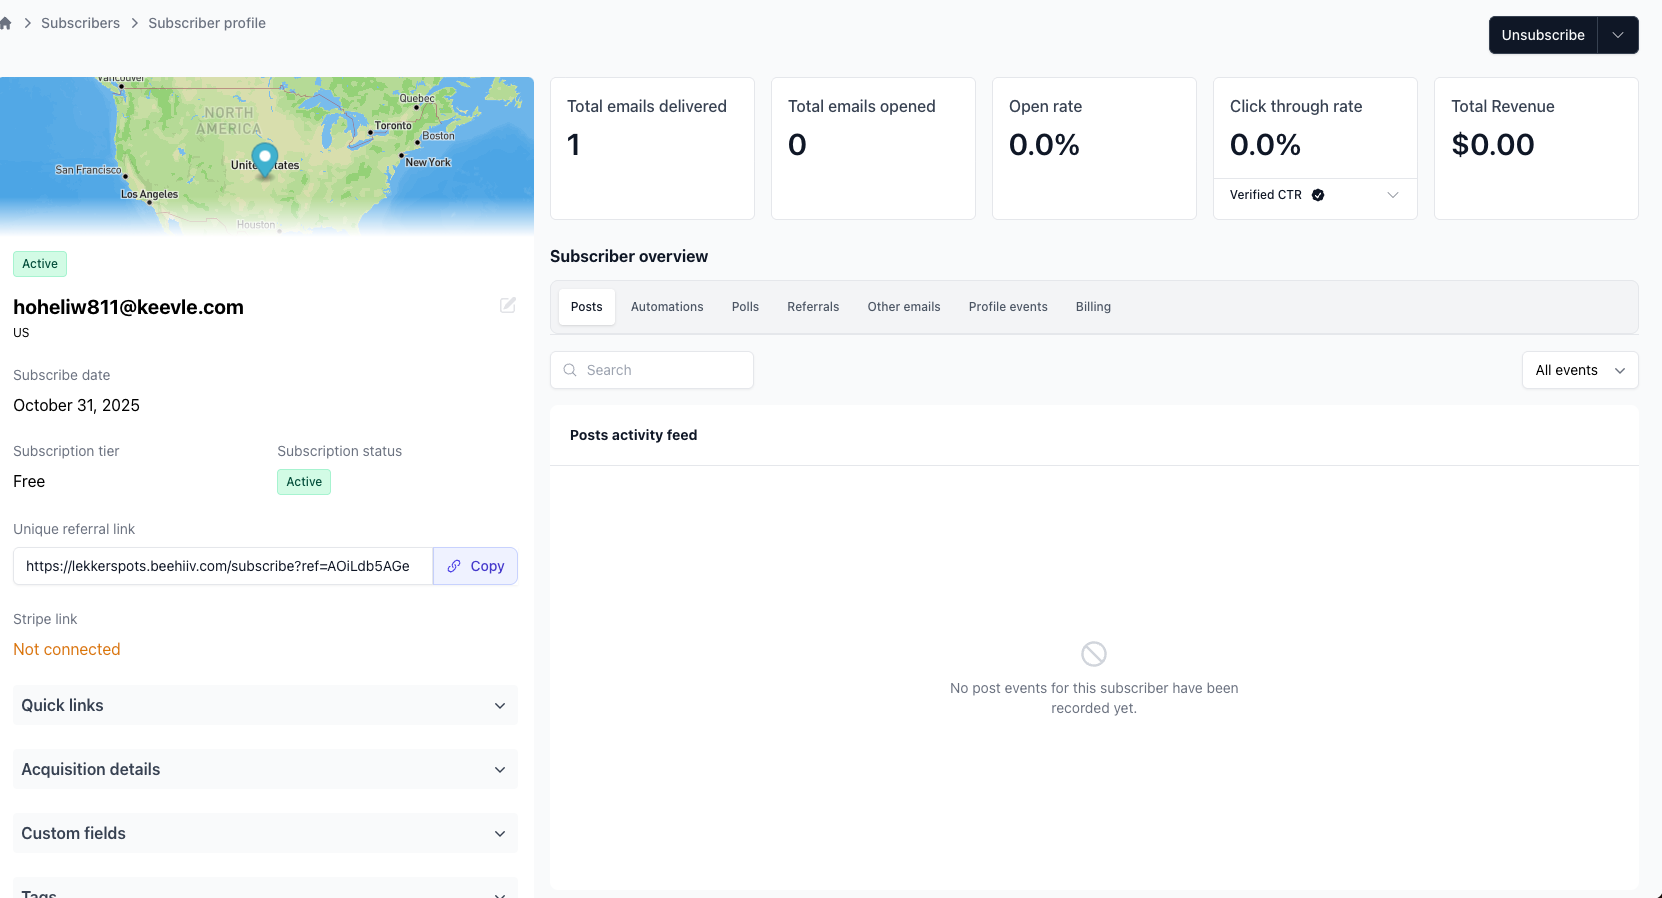 Subscribers
Subscriber profile
Unsubscribe
Vancouver
NORTH
AMERICA
Quebec
Toronto
Boston
New York
San Francisco
United States
Los Angeles
Houston
Active
hoheliw811@keevle.com
US
Subscribe date
October 31, 2025
Subscription tier
Subscription status
Free
Active
Unique referral link
https://lekkerspots.beehiiv.com/subscribe?ref=AOiLdb5AGe
Copy
Stripe link
Not connected
Quick links
Acquisition details
Custom fields
Tags
Total emails delivered
1
Total emails opened
0
Open rate
0.0%
Click through rate
0.0%
Verified CTR
Total Revenue
$0.00
Subscriber overview
Posts
Automations
Polls
Referrals
Other emails
Profile events
Billing
Search
All events
Posts activity feed
No post events for this subscriber have been
recorded yet.